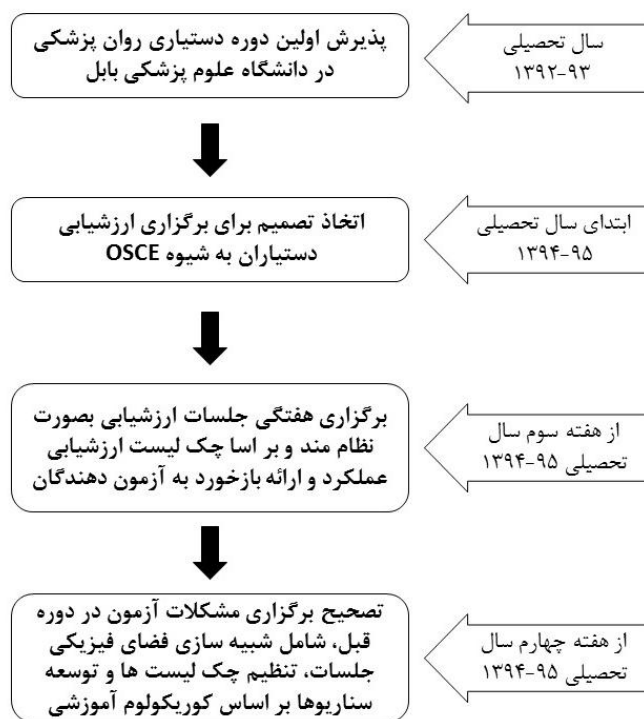 پذیرش اولین دوره دستیاری روان پزشکی
در دانشگاه علوم پزشکی بابل
سال تحصیلی
۱۳۹۲-۹۳
اتخاذ تصمیم برای برگزاری ارزشیابی
دستیاران به شیوه OSCE
ابتدای سال تحصیلی
۱۳۹۴-۹۵
برگزاری هفتگی جلسات ارزشیابی بصورت
نظام مند و بر اسا چک لیست ارزشیابی
عملکرد و ارائه بازخورد به آزمون دهندگان
از هفته سوم سال
تحصیلی ۹۵-۱۳۹۴
تصحیح برگزاری مشکلات آزمون در دوره
قبل، شامل شبیه سازی فضای فیزیکی
جلسات، تنظیم چک لیست ها و توسعه
سناریوها بر اساس کوریکولوم آموزشی
از هفته چهارم سال
تحصیلی ۹۵-۱۳۹۴